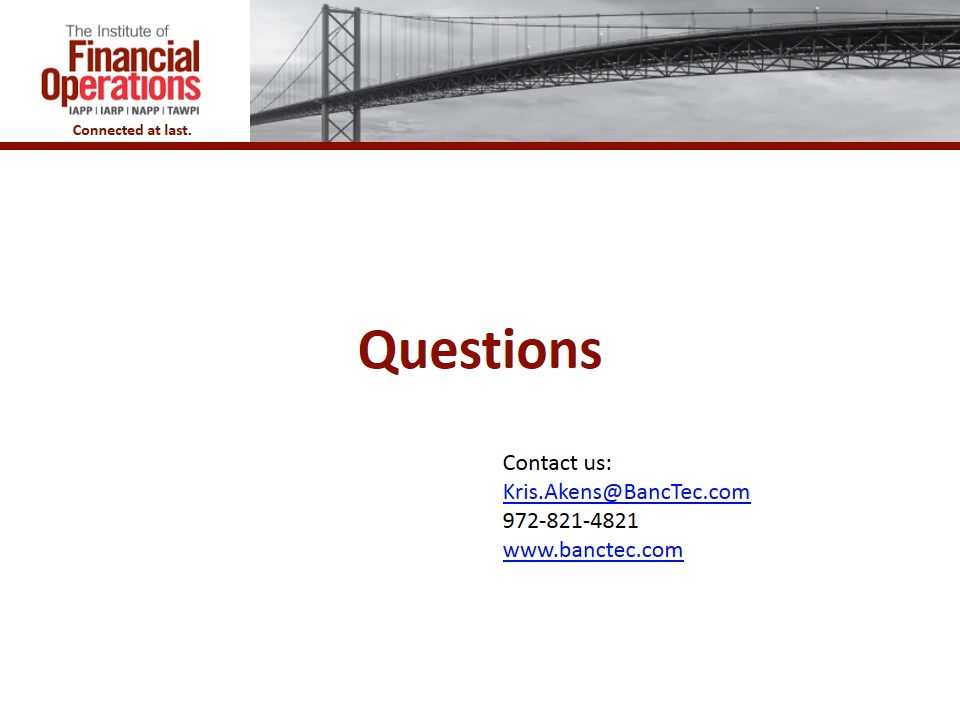 The Institute of
Financial
Operations
IAPP | IARP | NAPP | TAWPI
Connected at last.
Questions
Contact us:
Kris.Akens@BancTec.com
972-821-4821
www.banctec.com